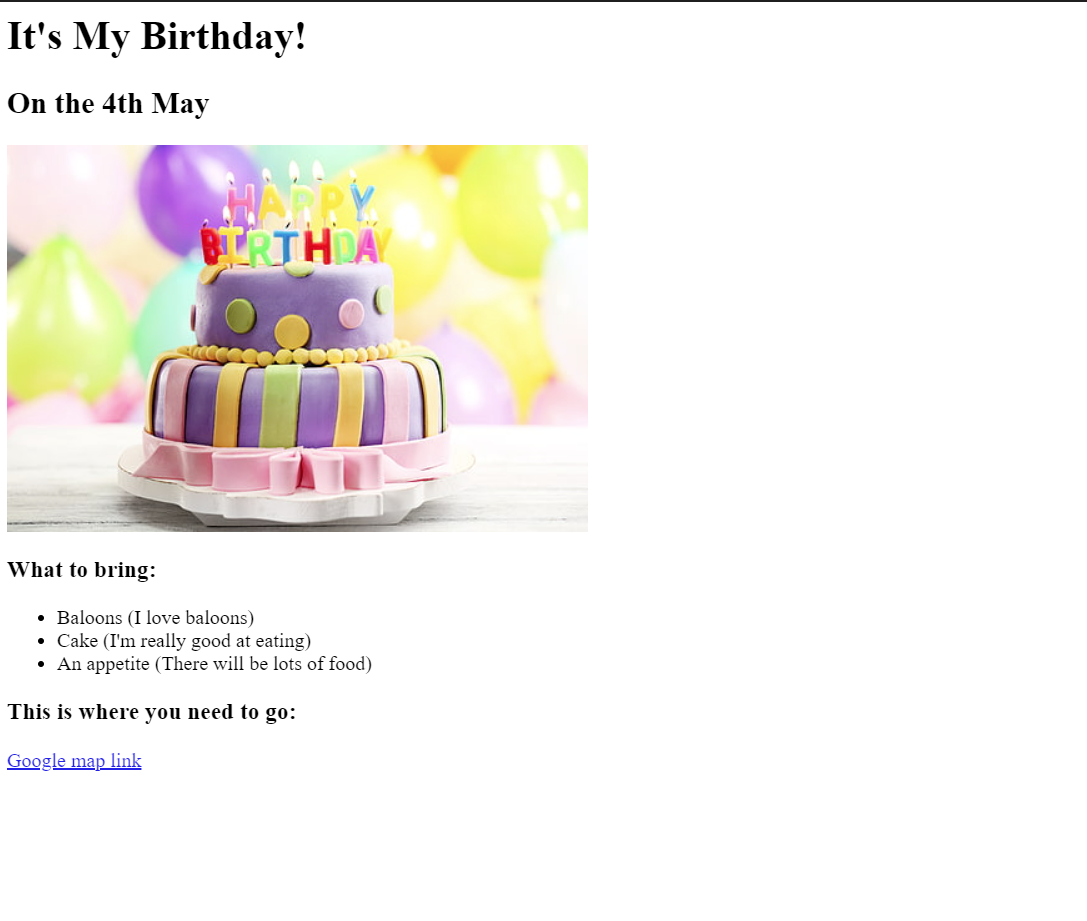 It's My Birthday!
On the 4th May
HAPPY
BIRTHDAY
What to bring:
Baloons (I love baloons)
Cake (I'm really good at eating)
An appetite (There will be lots of food)
This is where you need to go:
Google map link